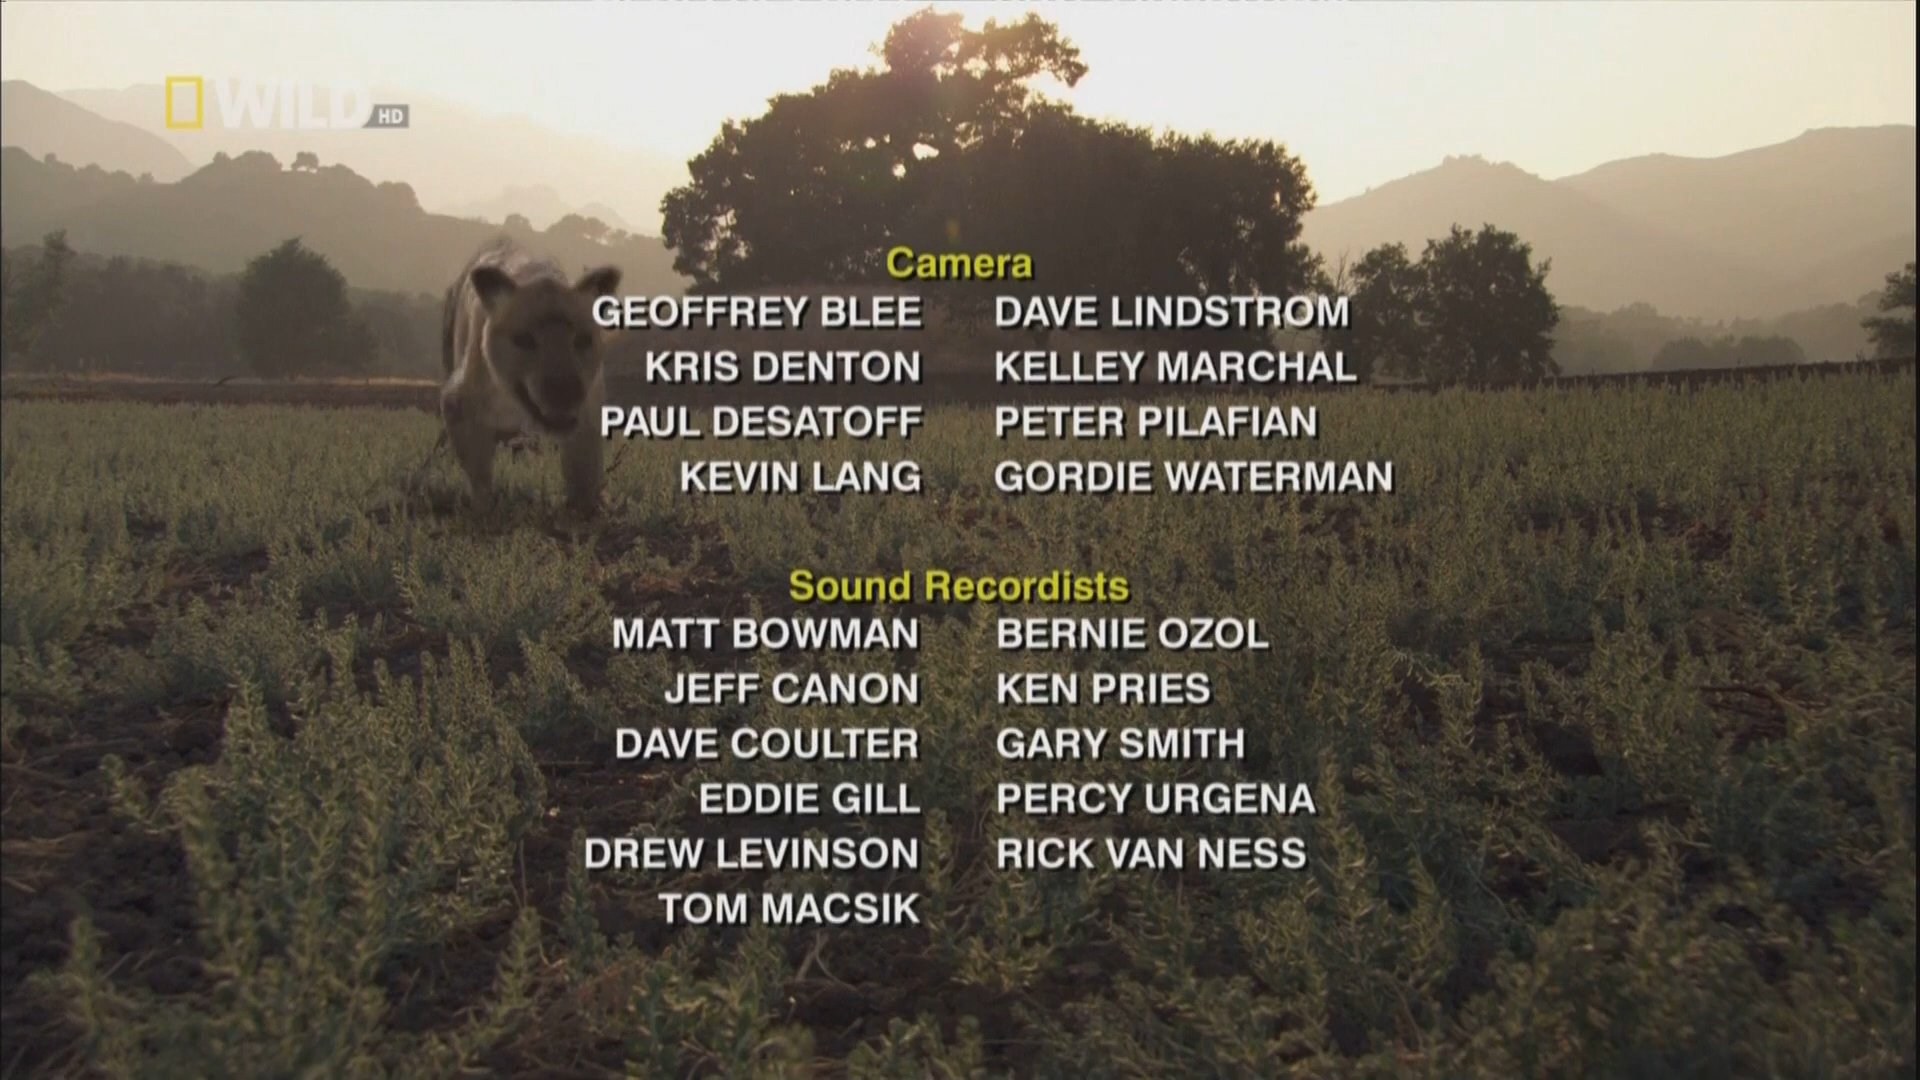 WILD HD
Camera
GEOFFREY BLEE DAVE LINDSTROM
KRIS DENTON KELLEY MARCHAL
PAUL DESATOFF PETER PILAFIAN
KEVIN LANG GORDIE WATERMAN
Sound Recordists
MATT BOWMAN BERNIE OZOL
JEFF CANON KEN PRIES
DAVE COULTER GARY SMITH
EDDIE GILL PERCY URGENA
DREW LEVINSON RICK VAN NESS
TOM MACSIK